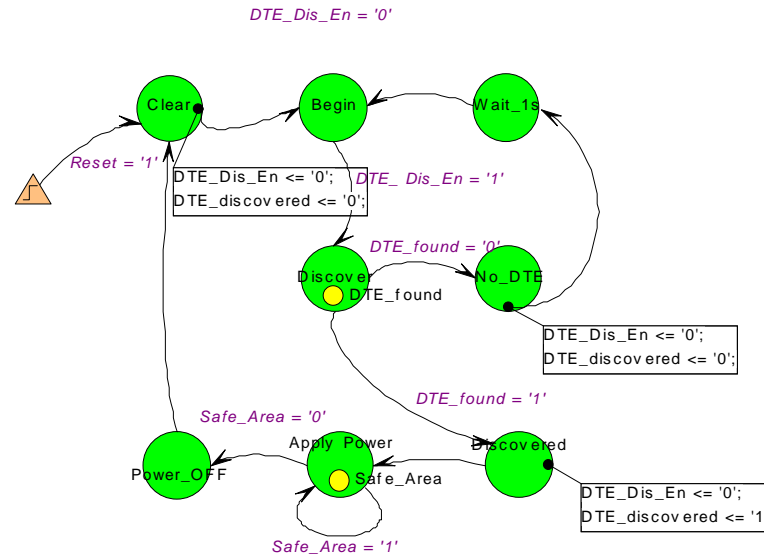 DTE_Dis_En = '0'
Clear
Begin
Wait_1s
Reset = '1'
DTE_Dis_En <= '0';
DTE_discovered <= '0';
DTE_ Dis_En = '1'
DTE_found = '0'
Discover
No_DTE
DTE_found
DTE_Dis_En <= '0';
DTE_discovered <= '0';
DTE_found = '1'
Safe_Area = '0'
Apply Power
Discovered
Power_OFF
Safe_Area
DTE_Dis_En <= '0';
DTE_discovered <= '1
Safe_Area = '1'